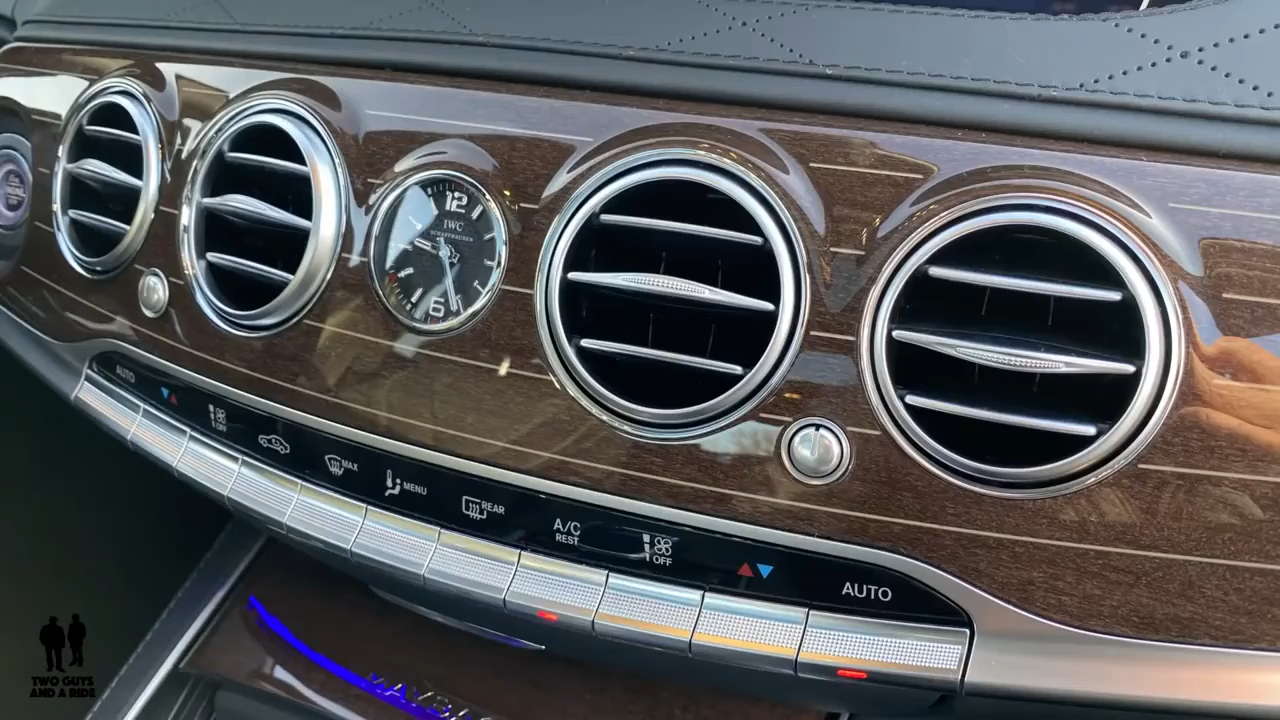 12
IWC
SCHAFFHAUSEN
6
AUTO
OFF
MAX
MENU
REAR
A/C
REST
OFF
AUTO
TWO GUYS
AND A RIDE